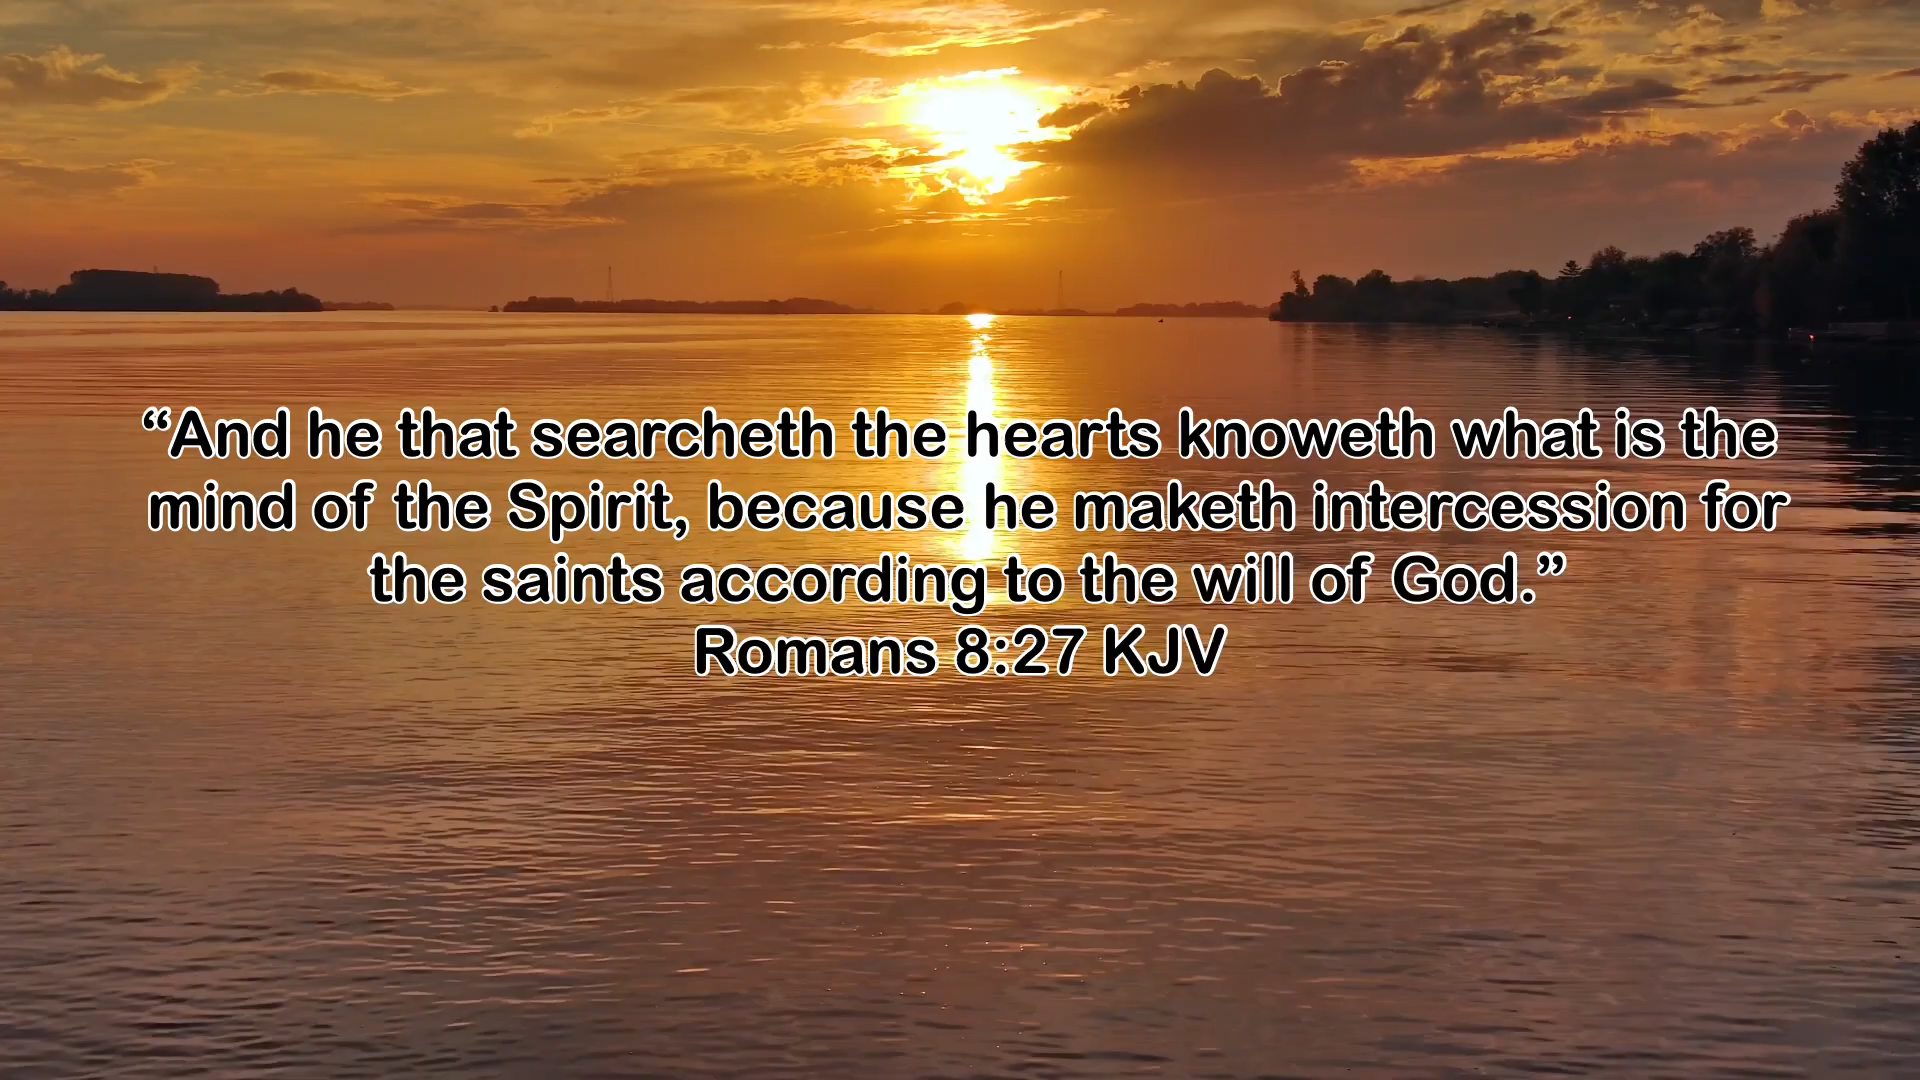 “And he that searcheth the hearts knoweth what is the
mind of the Spirit, because he maketh intercession for
the saints according to the will of God.”
Romans 8:27 KJV